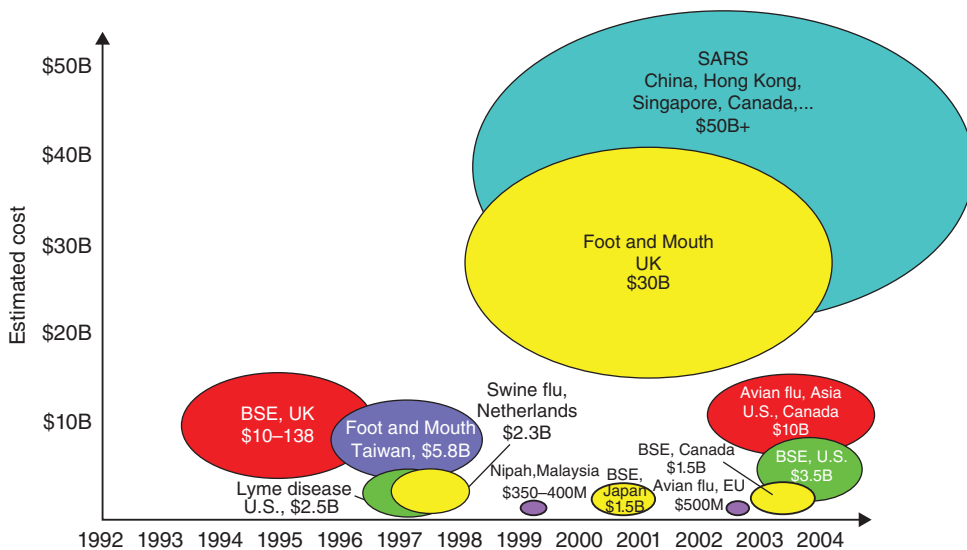 Estimated cost
$50B
$40B
$30B
$20B
$10B
SARS
China, Hong Kong,
Singapore, Canada,...
$50B+
Foot and Mouth
UK
$30B
BSE, UK
$10–138
Foot and Mouth
Taiwan, $5.8B
Swine flu,
Netherlands
$2.3B
Lyme disease
U.S., $2.5B
Nipah,Malaysia
$350–400M
BSE,
Japan
$1.5B
BSE, Canada
$1.5B
Avian flu, EU
$500M
Avian flu, Asia
U.S., Canada
$10B
BSE, U.S.
$3.5B
1992 1993 1994 1995 1996 1997 1998 1999 2000 2001 2002 2003 2004